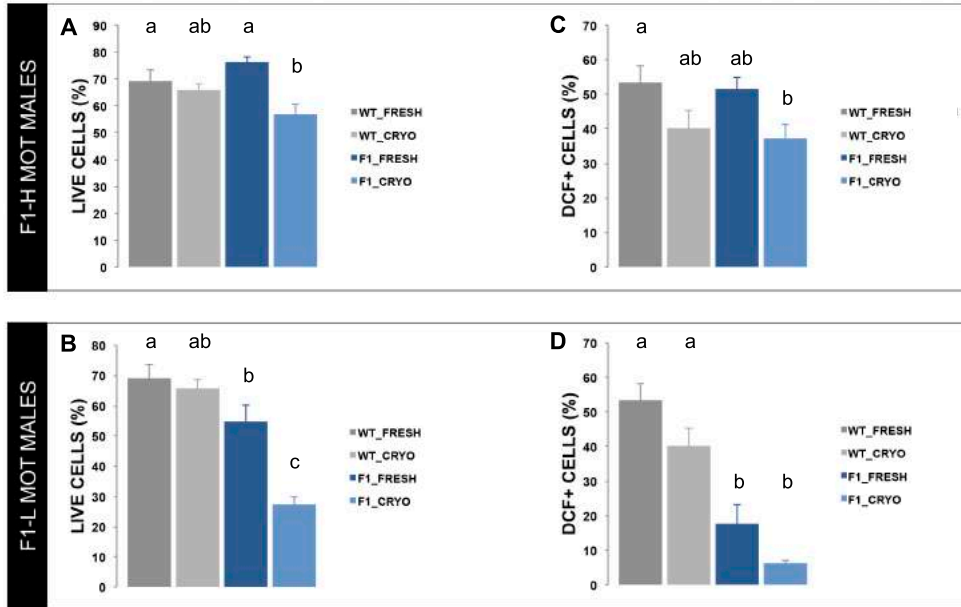 F1-H MOT MALES
A
a ab a b
LIVE CELLS (%)
90
80
70
60
50
40
30
20
10
0
WT_FRESH
WT_CRYO
F1_FRESH
F1_CRYO
C
a ab ab b
DCF+ CELLS (%)
70
60
50
40
30
20
10
0
WT_FRESH
WT_CRYO
F1_FRESH
F1_CRYO
F1-L MOT MALES
B
a ab b c
LIVE CELLS (%)
80
70
60
50
40
30
20
10
0
WT_FRESH
WT_CRYO
F1_FRESH
F1_CRYO
D
a a b b
DCF+ CELLS (%)
70
60
50
40
30
20
10
0
WT_FRESH
WT_CRYO
F1_FRESH
F1_CRYO